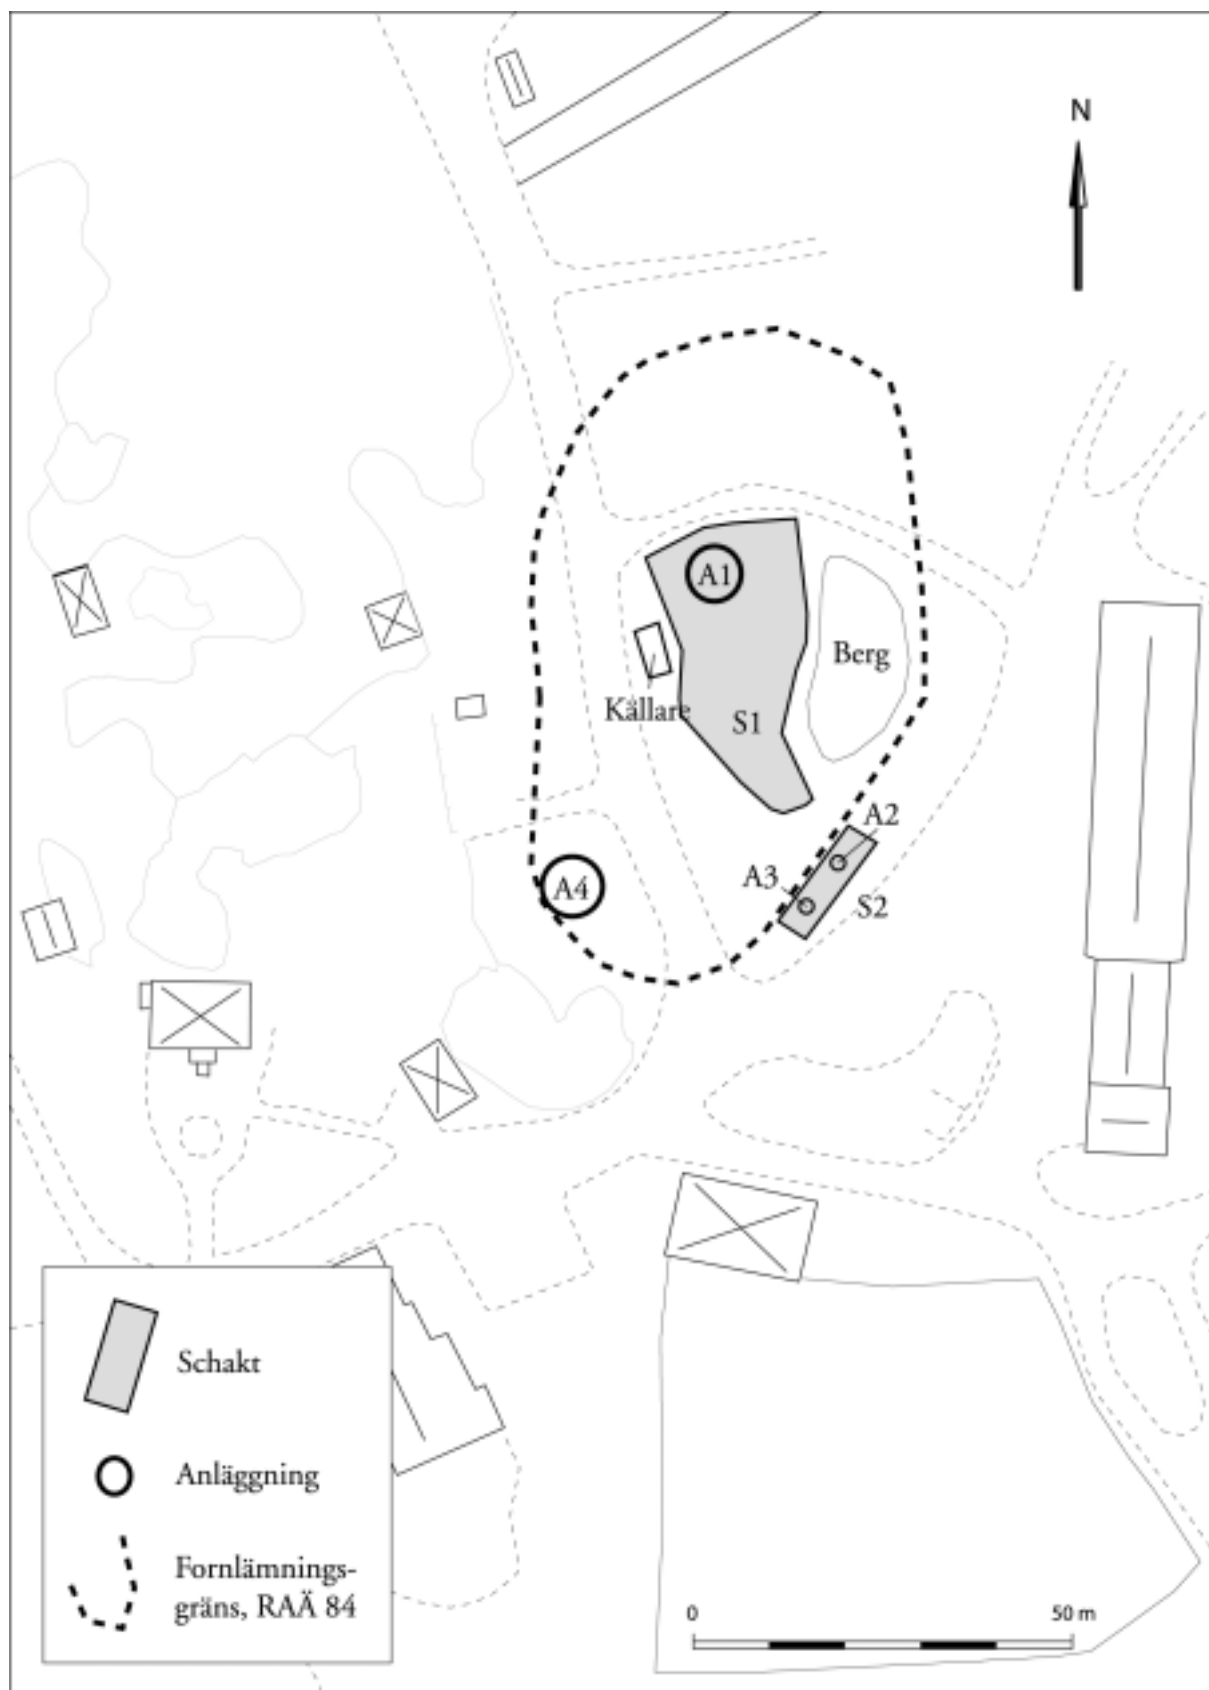 N
A1
Berg
Källare
S1
A2
A3
A4
S2
Schakt
Anläggning
Fornlämnings-
gräns, RAÄ 84
0
50 m